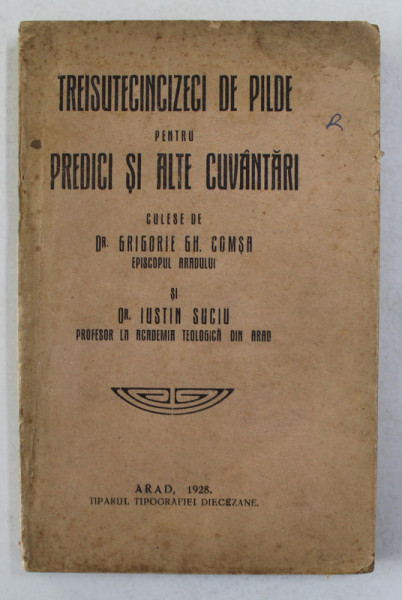 TREISUTECINCIZECI DE PILDE
PENTRU
PREDICI ŞI ALTE CUVÂNTĂRI
CULESE DE
DR. GRIGORIE GH. COMŞA
EPISCOPUL ARADULUI
ŞI
DR. IUSTIN SUCIU
PROFESOR LA ACADEMIA TEOLOGICĂ DIN ARAD
ARAD, 1928.
TIPARUL TIPOGRAFIEI DIECEZANE.